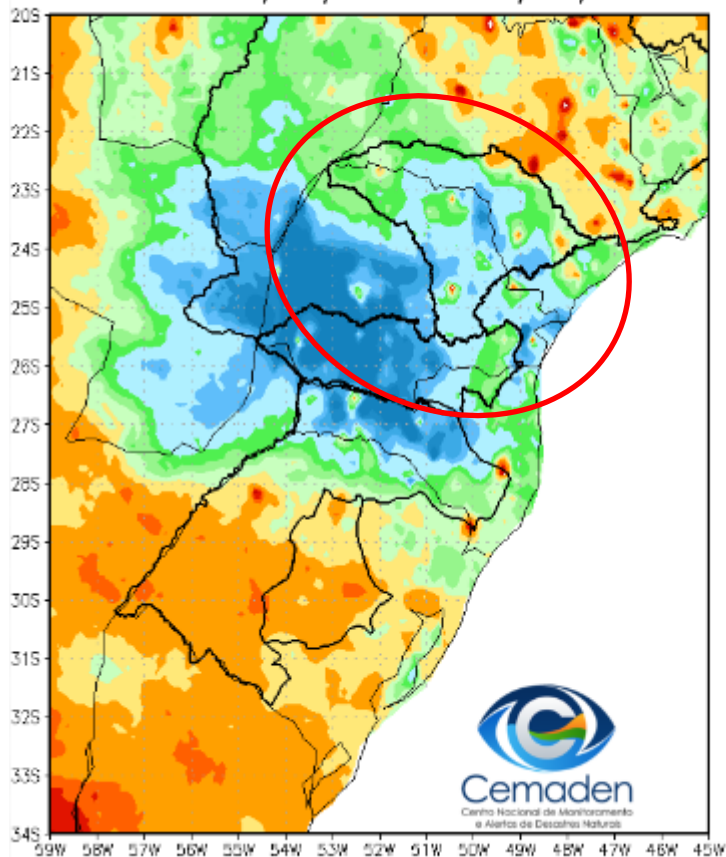 20S
21S
22S
23S
24S
25S
26S
27S
28S
29S
30S
31S
32S
33S
34S
59W 58W 57W 56W 55W 54W 53W 52W 51W 50W 49W 48W 47W 46W 45W
Cemaden
Centro Nacional de Monitoramento
e Alertas de Desastres Naturais